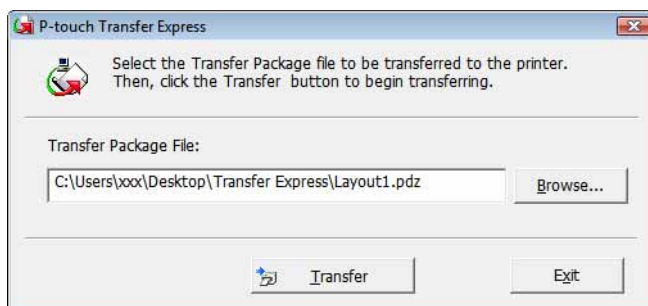 P-touch Transfer Express
Select the Transfer Package file to be transferred to the printer.
Then, click the Transfer button to begin transferring.
Transfer Package File:
C:\Users\xxx\Desktop\Transfer Express\Layout1.pdz
Browse...
Transfer
Exit